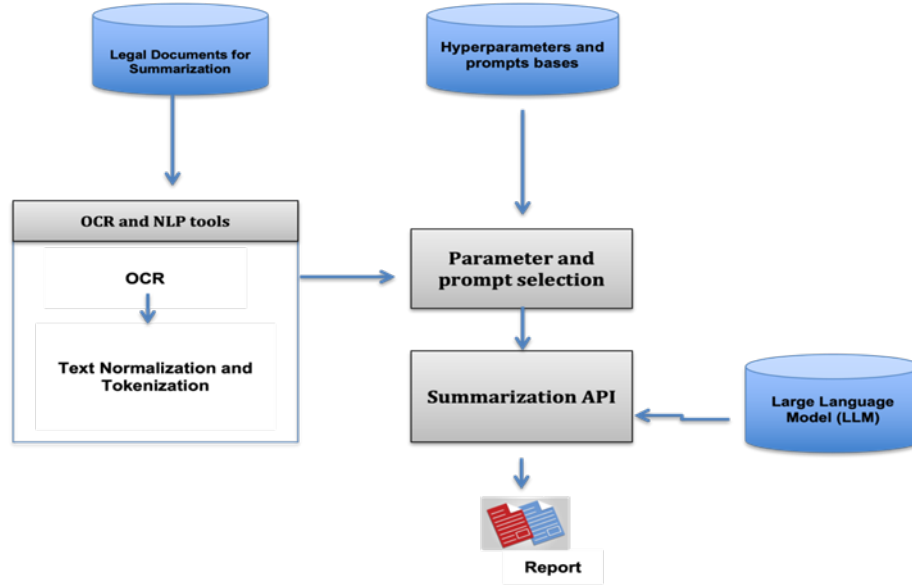 Legal Documents for
Summarization
Hyperparameters and
prompts bases
OCR and NLP tools
OCR
Text Normalization and
Tokenization
Parameter and
prompt selection
Summarization API
Large Language
Model (LLM)
Report